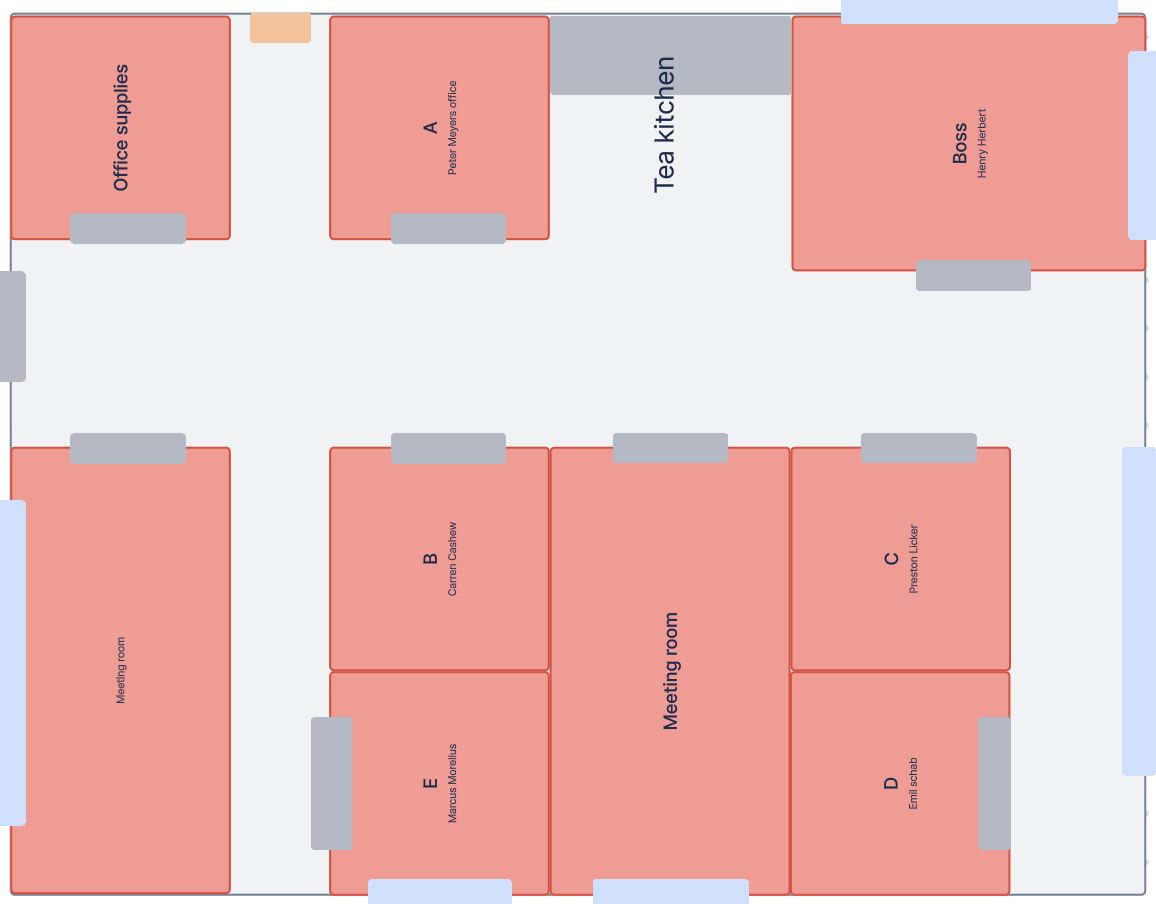 Office supplies
A
Peter Meyers office
Tea kitchen
Boss
Henry Herbert
Meeting room
B
Carren Cashew
Meeting room
C
Preston Licker
E
Marcus Morelius
D
Emil schab